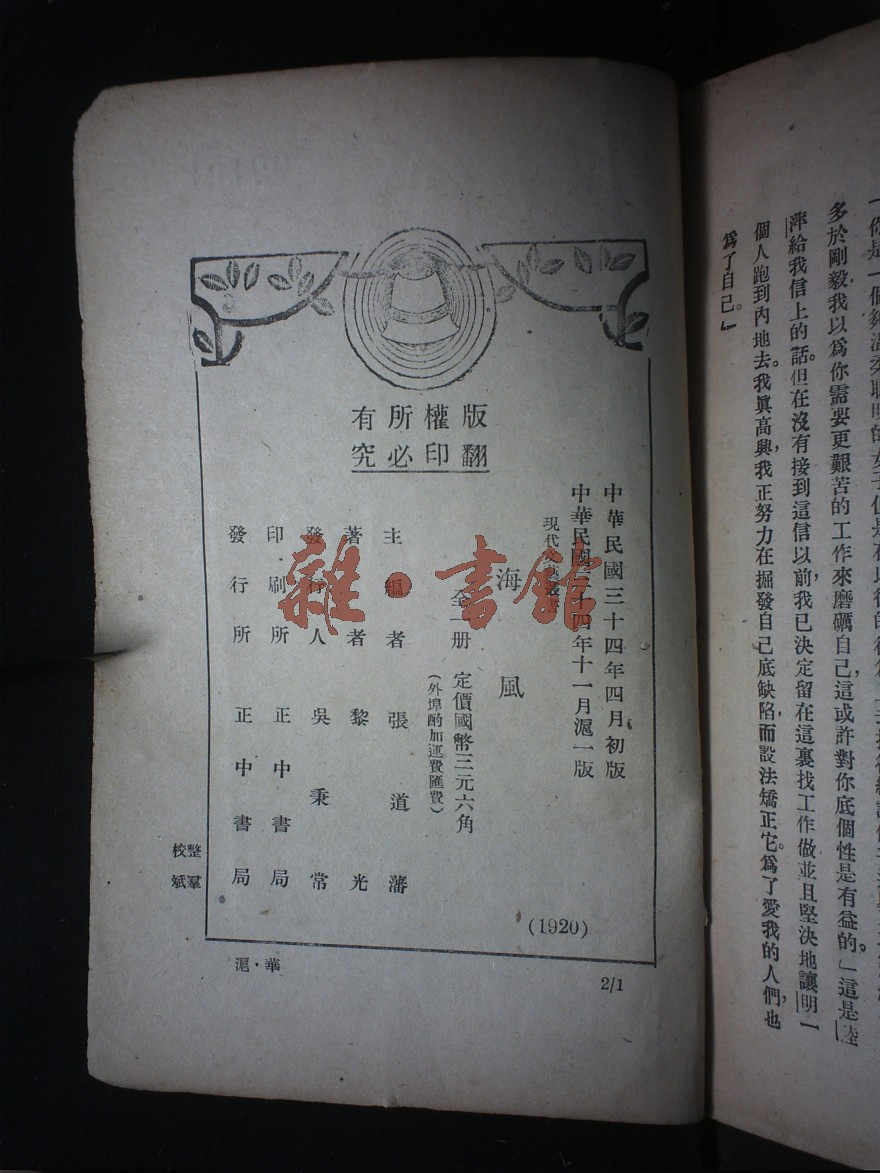 版權所有
翻印必究
中華民國三十四年四月初版
中華民國三十四年十一月滬一版
現代文藝叢書
海風
全一册 定價國幣三元六角
(外埠酌加運費匯費)
主編者 張道藩
著者 黎光
發行人 吳秉常
印刷所 正中書局
發行所 正中書局
(1920)
整校
羣斌
滬·華
2/1
雜·書館
多於剛毅,我以爲你需要更艱苦的工作來磨礪自己,這或許對你底個性是有益的。」這是陸
萍給我信上的話。但在沒有接到這信以前,我已決定留在這裏找工作做,並且堅決地讓明一
個人跑到內地去。我眞高興,我正努力在掘發自己底缺陷,而設法矯正它。爲了愛我的人們,也
爲了自己。」